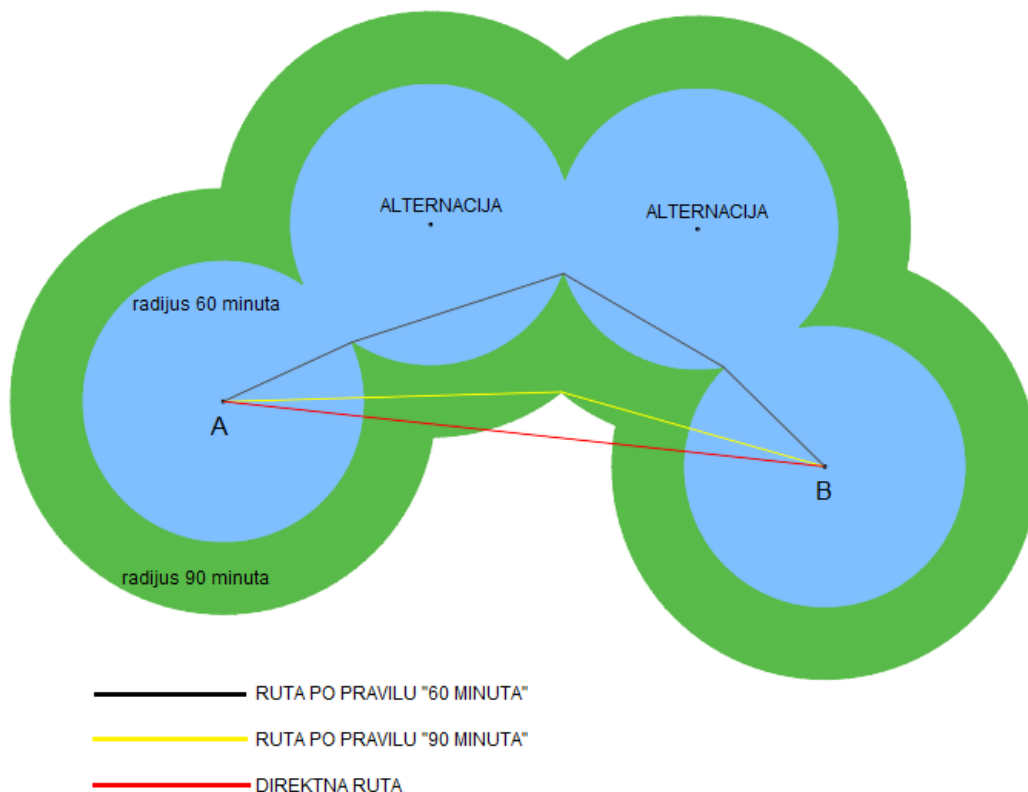 ALTERNACIJA
ALTERNACIJA
radijus 60 minuta
A
B
radijus 90 minuta
RUTA PO PRAVILU "60 MINUTA"
RUTA PO PRAVILU "90 MINUTA"
DIREKTNA RUTA